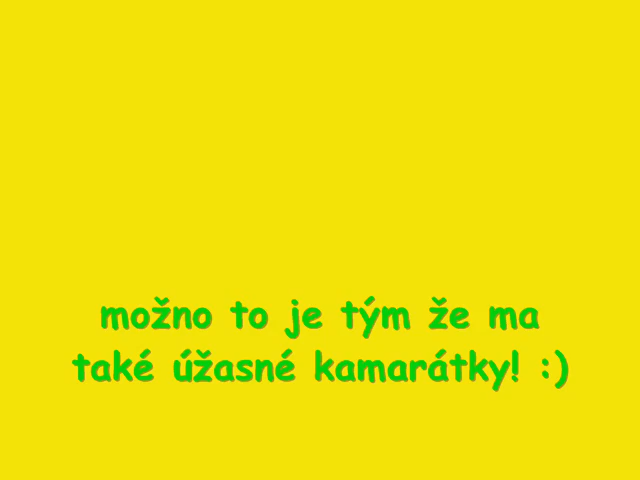 možno to je tým že ma
také úžasné kamarátky! :)